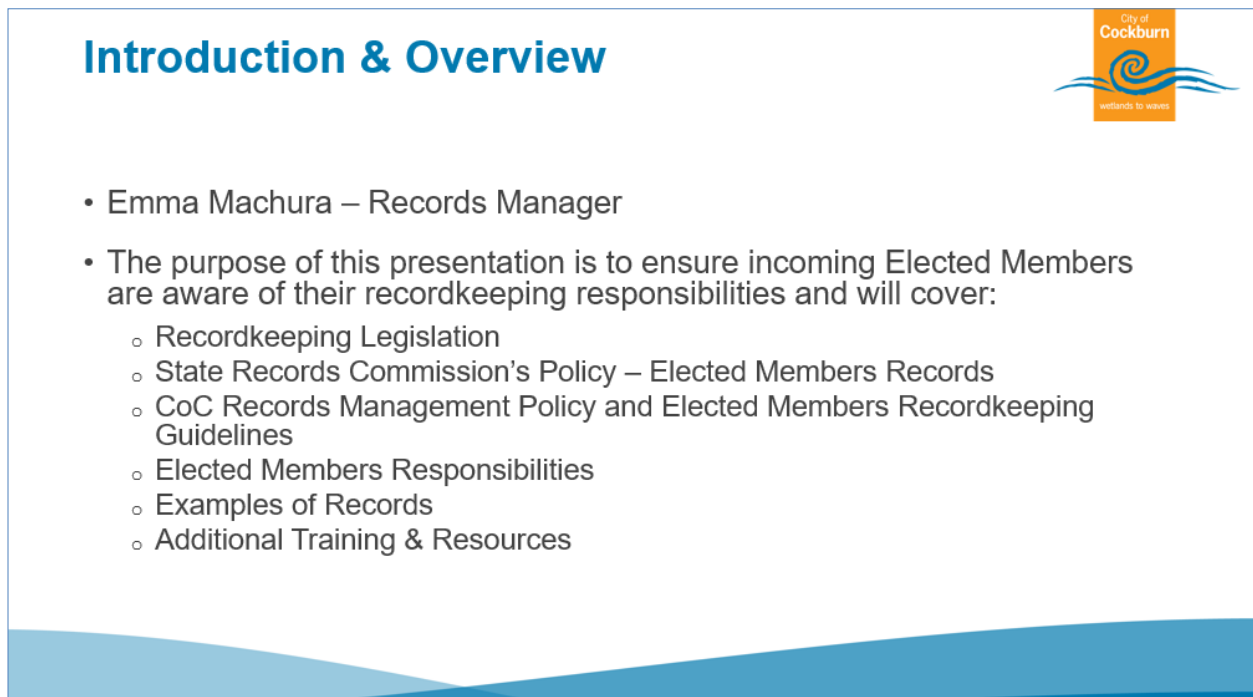 Introduction & Overview
City of
Cockburn
wetlands to waves
• Emma Machura – Records Manager
• The purpose of this presentation is to ensure incoming Elected Members
are aware of their recordkeeping responsibilities and will cover:
o Recordkeeping Legislation
o State Records Commission’s Policy – Elected Members Records
o CoC Records Management Policy and Elected Members Recordkeeping
Guidelines
o Elected Members Responsibilities
o Examples of Records
o Additional Training & Resources